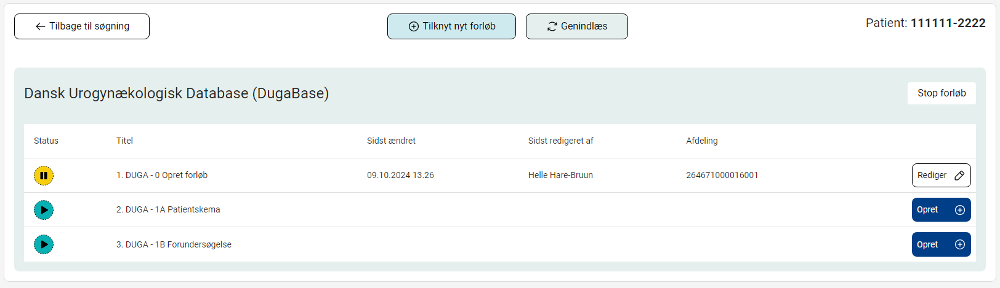 Tilbage til søgning
Tilknyt nyt forløb
Genindlæs
Patient: 111111-2222
Dansk Urogynækologisk Database (DugaBase)
Stop forløb
Status Titel Sidst ændret Sidst redigeret af Afdeling
1. DUGA - 0 Opret forløb 09.10.2024 13.26 Helle Hare-Bruun 264671000016001 Rediger
2. DUGA - 1A Patientskema Opret
3. DUGA - 1B Forundersøgelse Opret